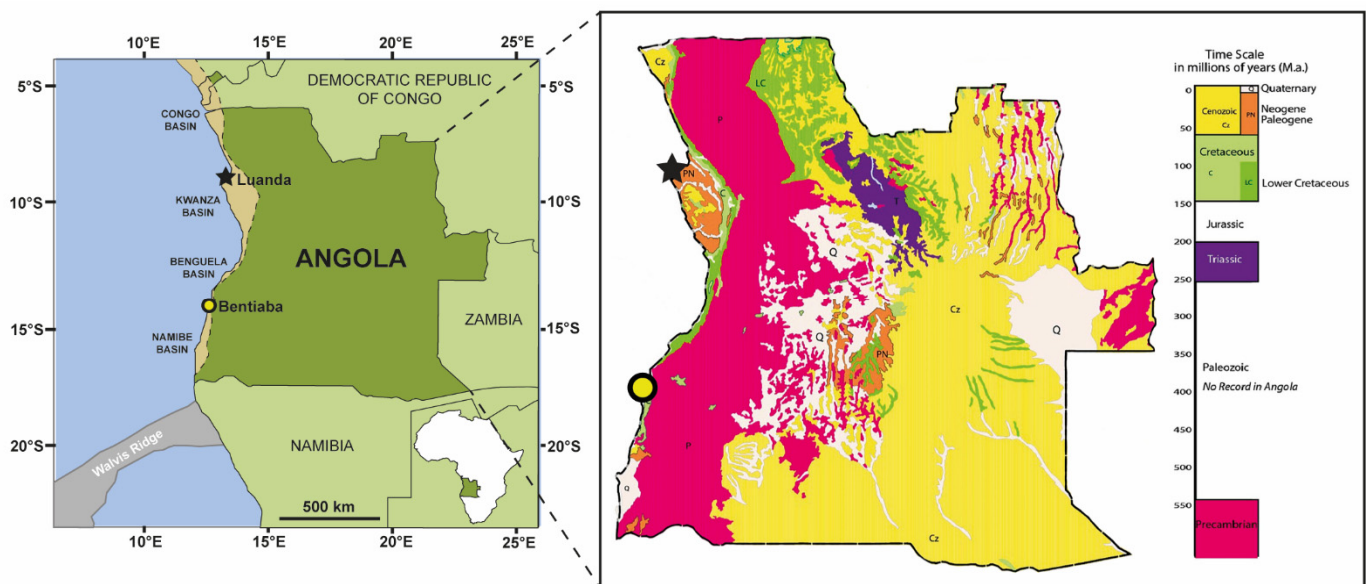 10°E 15°E 20°E 25°E
5°S
10°S
15°S
20°S
DEMOCRATIC REPUBLIC
OF CONGO
CONGO
BASIN
Luanda
KWANZA
BASIN
ANGOLA
BENGUELA
BASIN
Bentiaba
ZAMBIA
NAMIBE
BASIN
NAMIBIA
Walvis Ridge
500 km
5°S
10°S
15°S
20°S
10°E 15°E 20°E 25°E
Cz
LC
P
PN
C
T
Q
Cz
Q
Q
PN
P
Q
Cz
Time Scale
in millions of years (M.a.)
0
50
100
150
200
250
300
350
400
450
500
550
Q Quaternary
Cenozoic
Cz
PN
Neogene
Paleogene
Cretaceous
C
LC
Lower Cretaceous
Jurassic
Triassic
Paleozoic
No Record in Angola
Precambrian